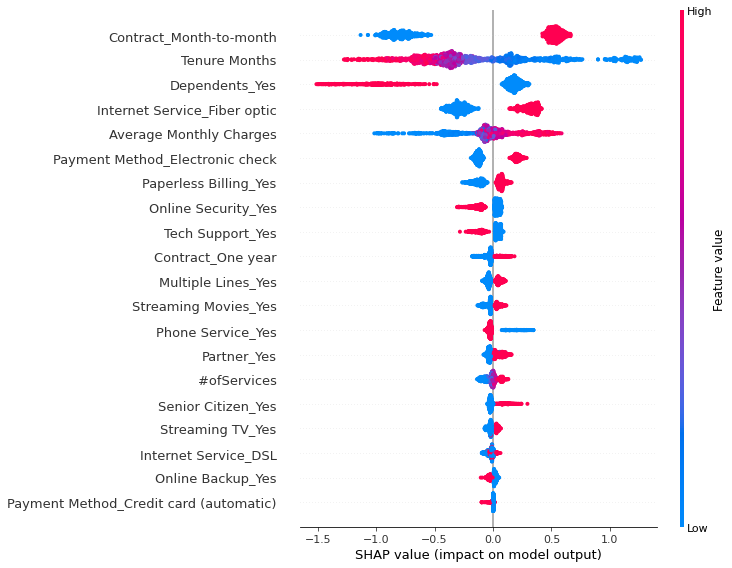 High
Contract_Month-to-month
Tenure Months
Dependents_Yes
Internet Service_Fiber optic
Average Monthly Charges
Payment Method_Electronic check
Paperless Billing_Yes
Online Security_Yes
Tech Support_Yes
Contract_One year
Multiple Lines_Yes
Streaming Movies_Yes
Phone Service_Yes
Partner_Yes
#ofServices
Senior Citizen_Yes
Streaming TV_Yes
Internet Service_DSL
Online Backup_Yes
Payment Method_Credit card (automatic)
Feature value
Low
−1.5 −1.0 −0.5 0.0 0.5 1.0
SHAP value (impact on model output)